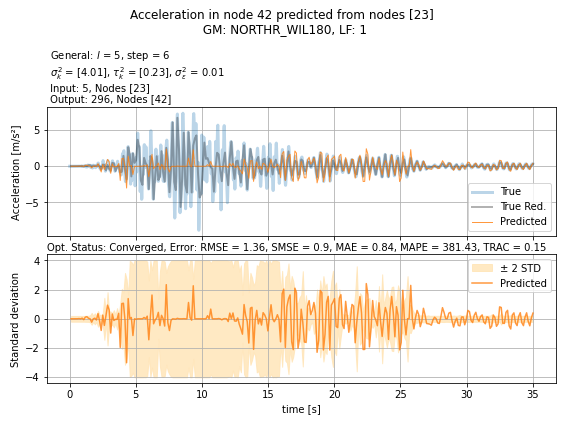 Acceleration in node 42 predicted from nodes [23]
GM: NORTHR_WIL180, LF: 1
General: l = 5, step = 6
σ²ₖ = [4.01], τ²ₖ = [0.23], σ²ε = 0.01
Input: 5, Nodes [23]
Output: 296, Nodes [42]
Acceleration [m/s²]
5
0
−5
True
True Red.
Predicted
Opt. Status: Converged, Error: RMSE = 1.36, SMSE = 0.9, MAE = 0.84, MAPE = 381.43, TRAC = 0.15
Standard deviation
4
2
0
−2
−4
± 2 STD
Predicted
0 5 10 15 20 25 30 35
time [s]